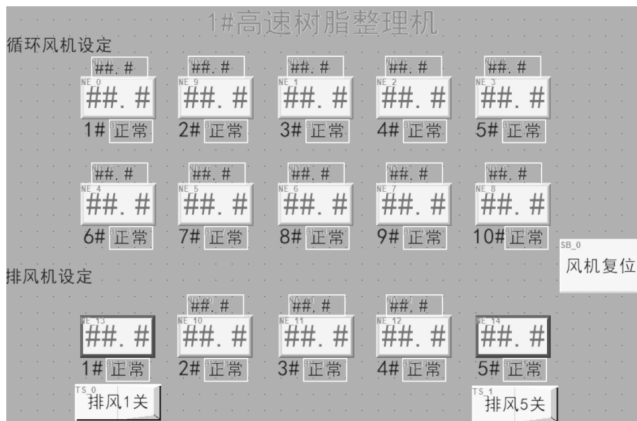 1#高速树脂整理机
循环风机设定
##.# ##.# ##.# ##.# ##.#
NE_0 NE_9 NE_1 NE_2 NE_3
##.# ##.# ##.# ##.# ##.#
1# 正常 2# 正常 3# 正常 4# 正常 5# 正常
##.# ##.# ##.# ##.# ##.#
NE_4 NE_5 NE_6 NE_7 NE_8
##.# ##.# ##.# ##.# ##.#
6# 正常 7# 正常 8# 正常 9# 正常 10# 正常
SB_0
风机复位
排风机设定
##.# ##.# ##.#
NE_13 NE_10 NE_11 NE_12 NE_14
##.# ##.# ##.# ##.# ##.#
1# 正常 2# 正常 3# 正常 4# 正常 5# 正常
TS_0 TS_1
排风1关 排风5关